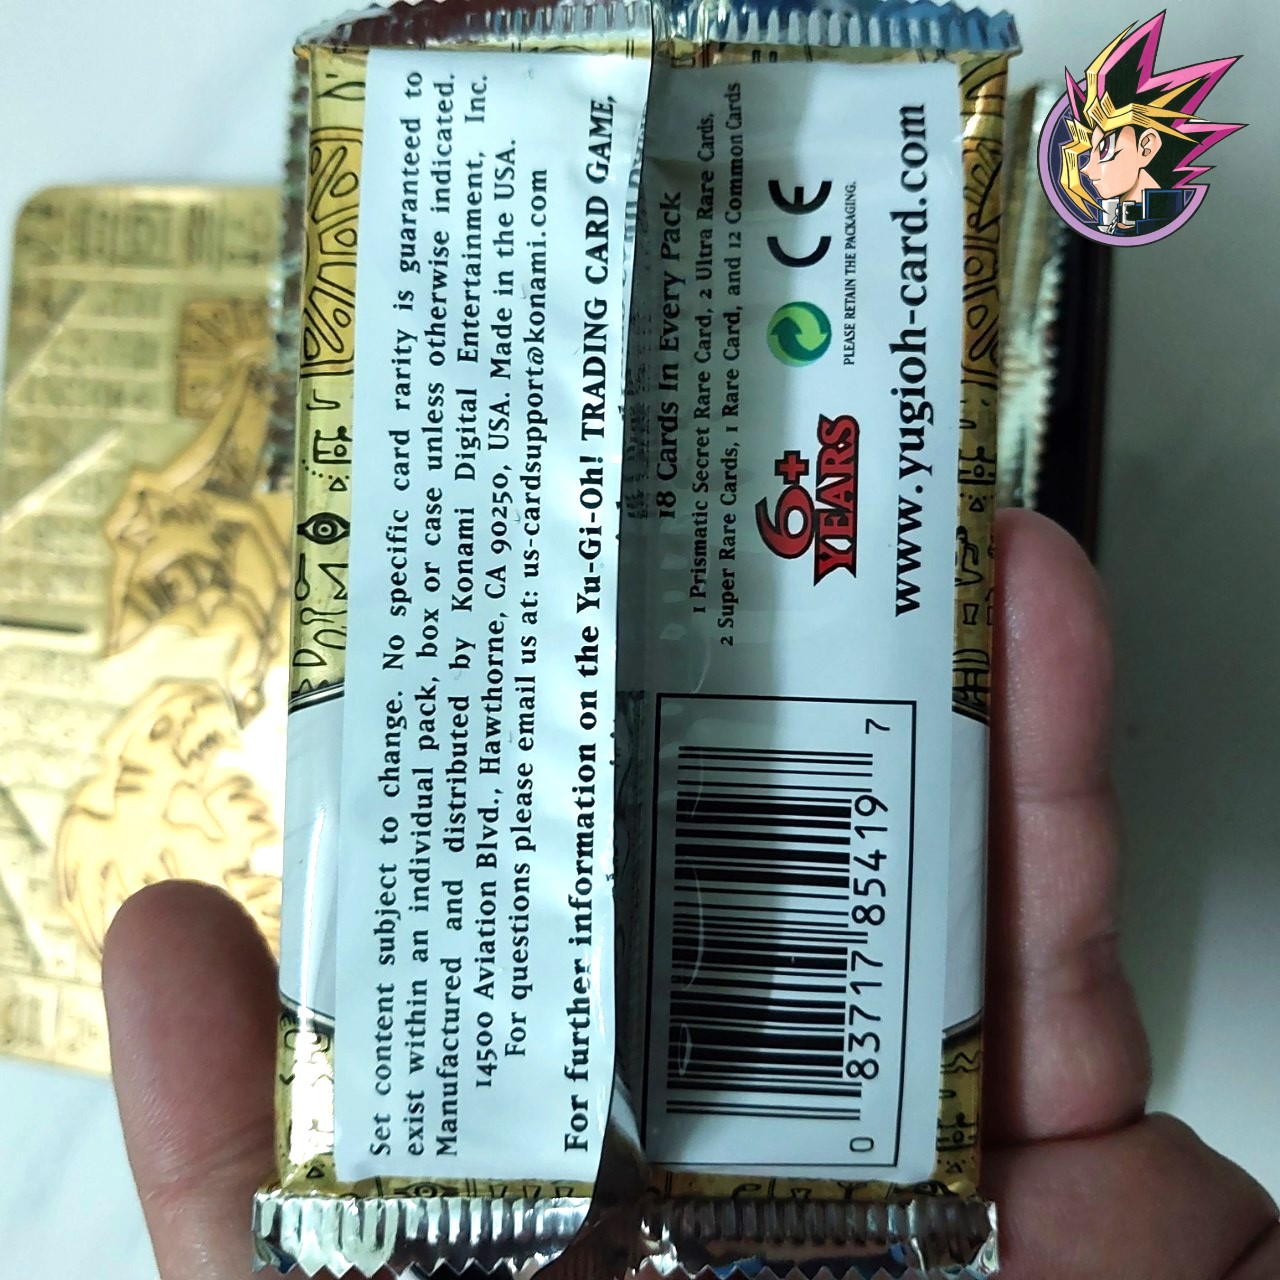 Set content subject to change. No specific card rarity is guaranteed to
exist within an individual pack, box or case unless otherwise indicated.
Manufactured and distributed by Konami Digital Entertainment, Inc.
14500 Aviation Blvd., Hawthorne, CA 90250, USA. Made in the USA.
For questions please email us at: us-cardsupport@konami.com
For further information on the Yu-Gi-Oh! TRADING CARD GAME,
18 Cards In Every Pack
1 Prismatic Secret Rare Card, 2 Ultra Rare Cards,
2 Super Rare Cards, 1 Rare Card, and 12 Common Cards
6+
YEARS
CE
PLEASE RETAIN THE PACKAGING.
www.yugioh-card.com
0 83717 85419 7